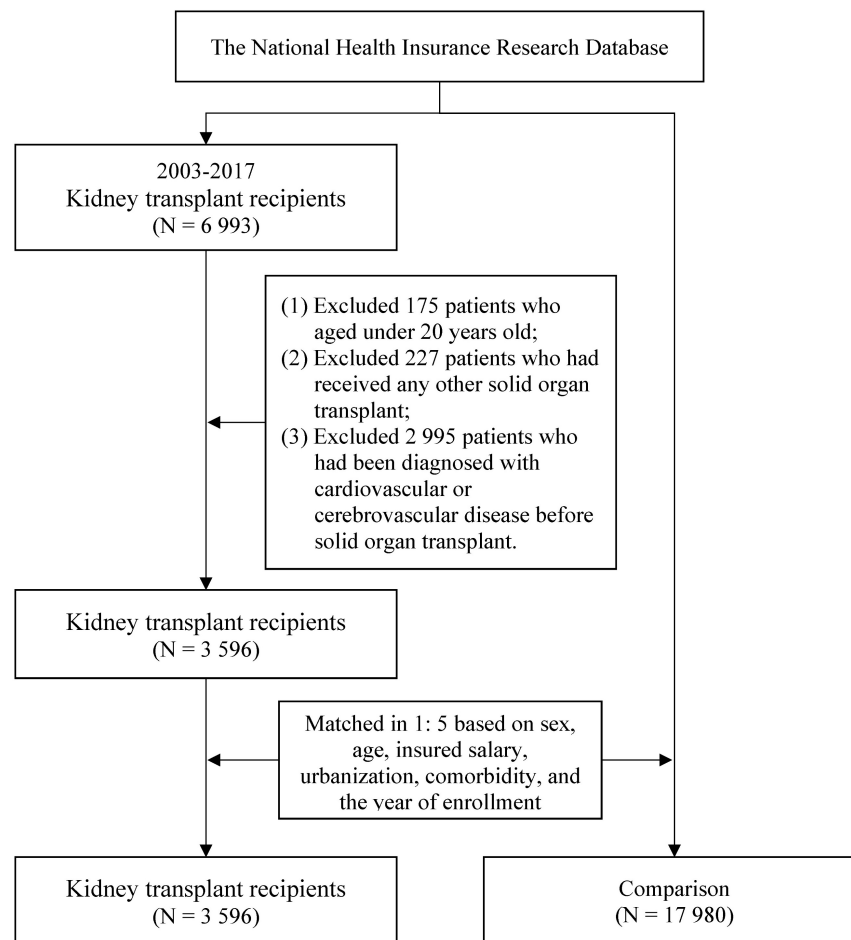 The National Health Insurance Research Database
2003-2017
Kidney transplant recipients
(N = 6 993)
(1) Excluded 175 patients who
aged under 20 years old;
(2) Excluded 227 patients who had
received any other solid organ
transplant;
(3) Excluded 2 995 patients who
had been diagnosed with
cardiovascular or
cerebrovascular disease before
solid organ transplant.
Kidney transplant recipients
(N = 3 596)
Matched in 1: 5 based on sex,
age, insured salary,
urbanization, comorbidity, and
the year of enrollment
Kidney transplant recipients
(N = 3 596)
Comparison
(N = 17 980)